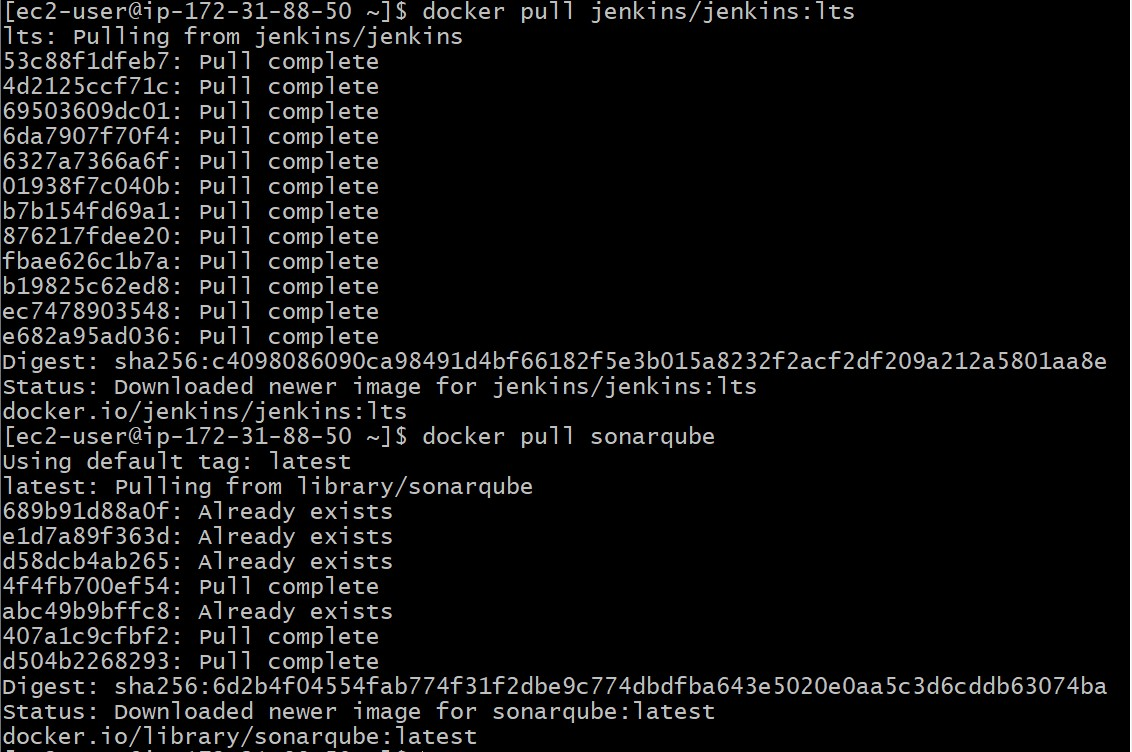 [ec2-user@ip-172-31-88-50 ~]$ docker pull jenkins/jenkins:lts
lts: Pulling from jenkins/jenkins
53c88f1dfeb7: Pull complete
4d2125ccf71c: Pull complete
69503609dc01: Pull complete
6da7907f70f4: Pull complete
6327a7366a6f: Pull complete
01938f7c040b: Pull complete
b7b154fd69a1: Pull complete
876217fdee20: Pull complete
fbae626c1b7a: Pull complete
b19825c62ed8: Pull complete
ec7478903548: Pull complete
e682a95ad036: Pull complete
Digest: sha256:c4098086090ca98491d4bf66182f5e3b015a8232f2acf2df209a212a5801aa8e
Status: Downloaded newer image for jenkins/jenkins:lts
docker.io/jenkins/jenkins:lts
[ec2-user@ip-172-31-88-50 ~]$ docker pull sonarqube
Using default tag: latest
latest: Pulling from library/sonarqube
689b91d88a0f: Already exists
e1d7a89f363d: Already exists
d58dcb4ab265: Already exists
4f4fb700ef54: Pull complete
abc49b9bffc8: Already exists
407a1c9cfbf2: Pull complete
d504b2268293: Pull complete
Digest: sha256:6d2b4f04554fab774f31f2dbe9c774dbdfba643e5020e0aa5c3d6cddb63074ba
Status: Downloaded newer image for sonarqube:latest
docker.io/library/sonarqube:latest